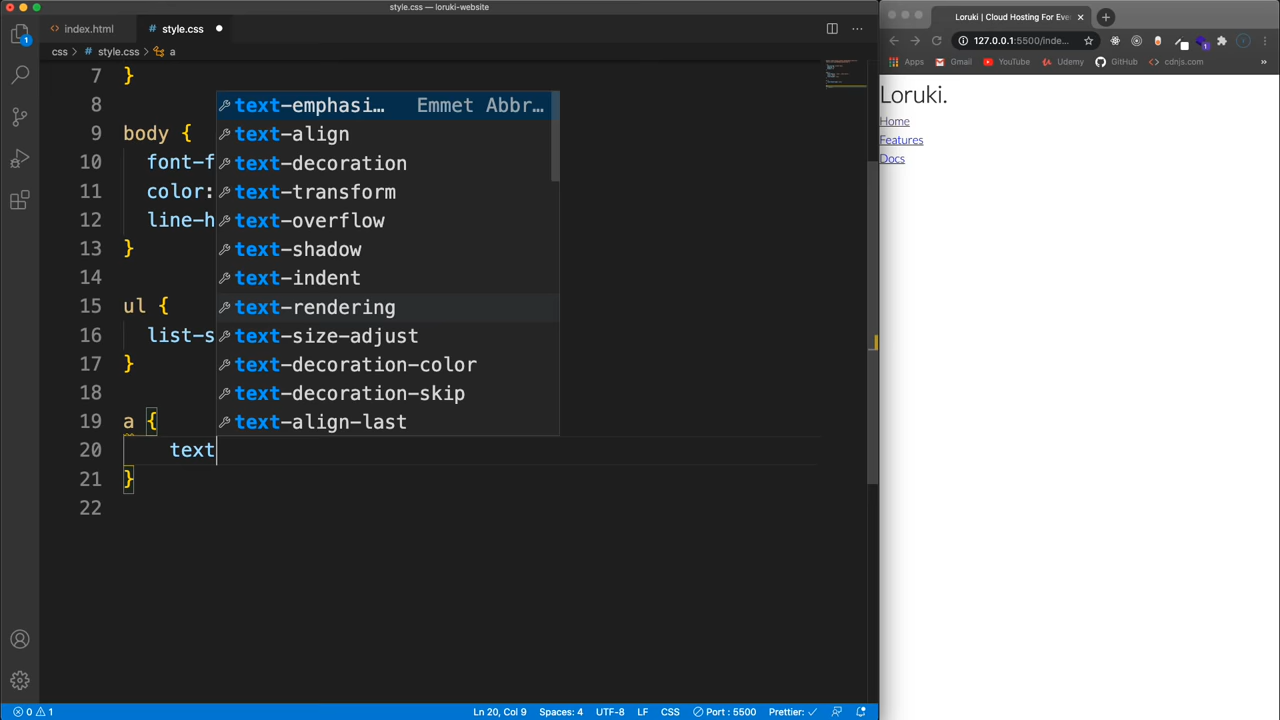 style.css — loruki-website
index.html
# style.css
css > # style.css > a
7 }
8
9 body {
10 font-f
11 color:
12 line-h
13 }
14
15 ul {
16 list-s
17 }
18
19 a {
20 text
21 }
22
text-emphasi… Emmet Abbr…
text-align
text-decoration
text-transform
text-overflow
text-shadow
text-indent
text-rendering
text-size-adjust
text-decoration-color
text-decoration-skip
text-align-last
1
0 1
Ln 20, Col 9 Spaces: 4 UTF-8 LF CSS Port : 5500 Prettier:
Loruki | Cloud Hosting For Eve
127.0.0.1:5500/inde…
Apps Gmail YouTube Udemy GitHub cdnjs.com »
Loruki.
Home
Features
Docs